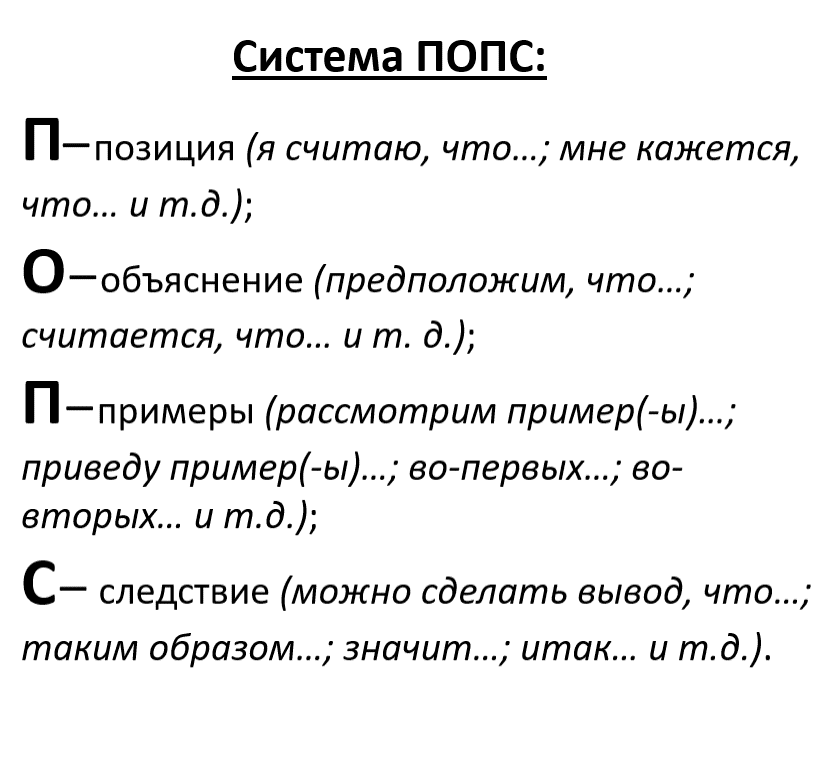 Система ПОПС:
П–позиция (я считаю, что...; мне кажется,
что... и т.д.);
О–объяснение (предположим, что...;
считается, что... и т. д.);
П–примеры (рассмотрим пример(-ы)...;
приведу пример(-ы)...; во-первых...; во-
вторых... и т.д.);
С– следствие (можно сделать вывод, что...;
таким образом...; значит...; итак... и т.д.).